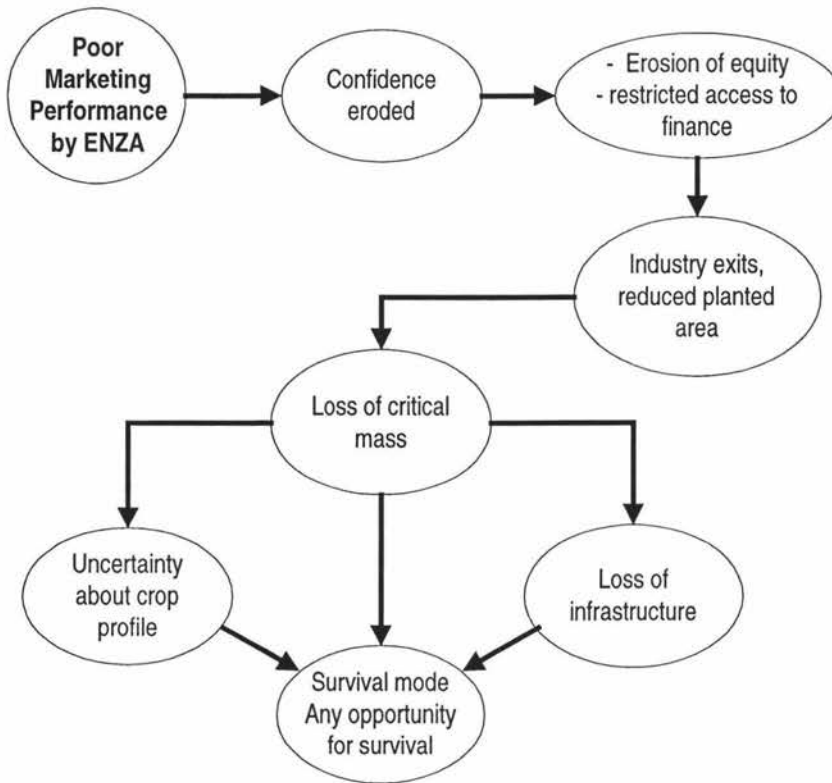 Poor
Marketing
Performance
by ENZA
Confidence
eroded
- Erosion of equity
- restricted access to
finance
Industry exits,
reduced planted
area
Loss of critical
mass
Uncertainty
about crop
profile
Loss of
infrastructure
Survival mode
Any opportunity
for survival